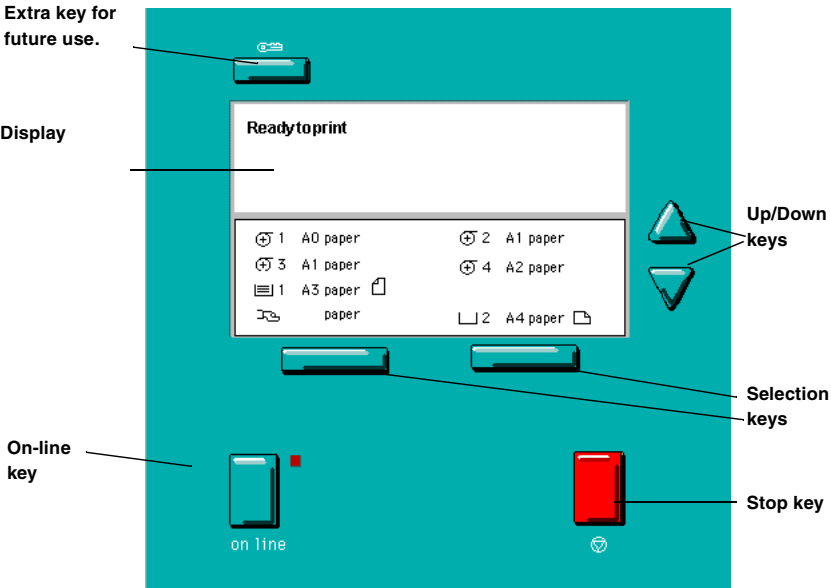 Extra key for
future use.
Display
Readytoprint
1 A0 paper
2 A1 paper
3 A1 paper
4 A2 paper
1 A3 paper
paper
2 A4 paper
Up/Down
keys
Selection
keys
On-line
key
on line
Stop key